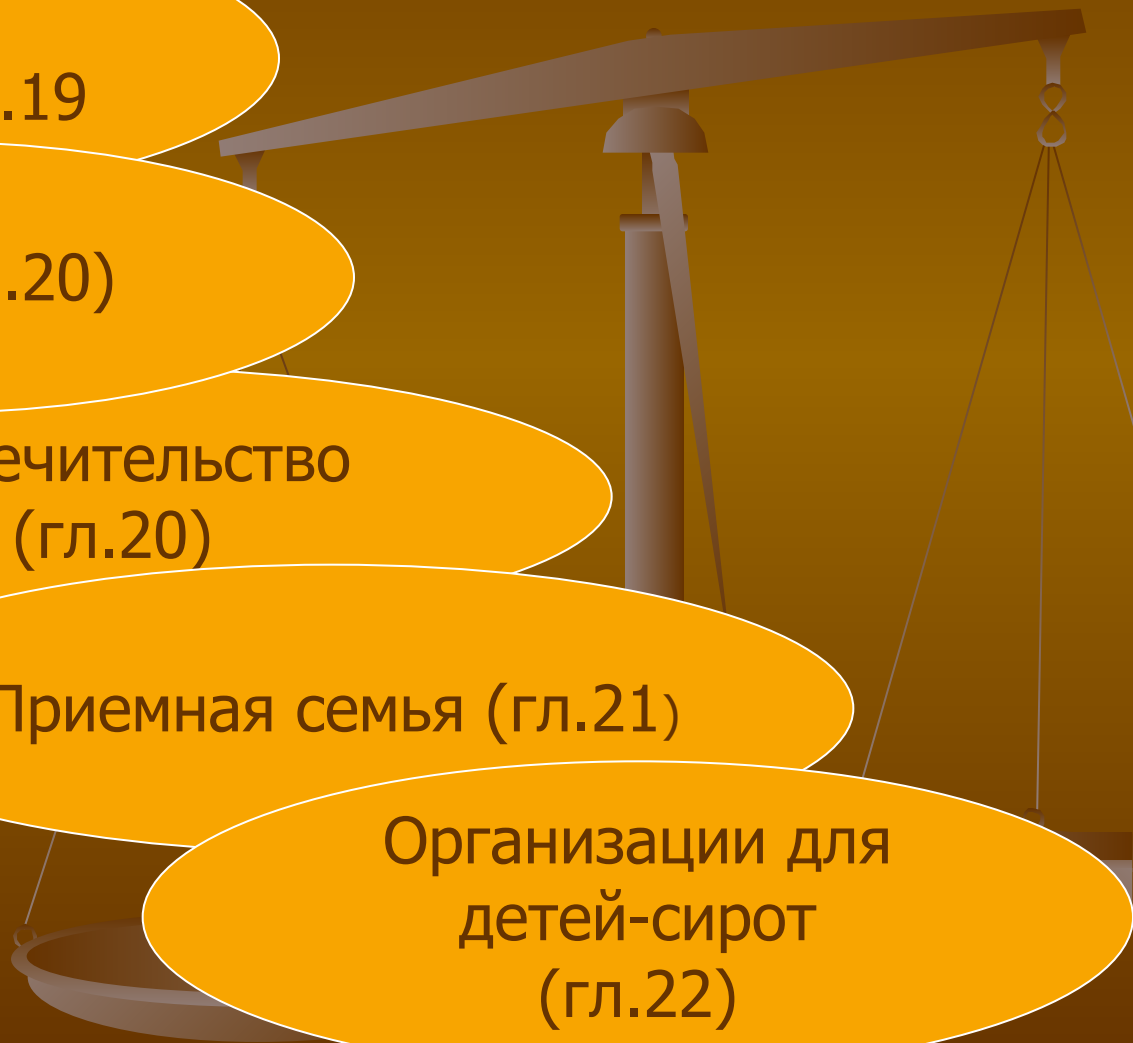 .19
.20)
ечительство
(гл.20)
Приемная семья (гл.21)
Организации для
детей-сирот
(гл.22)